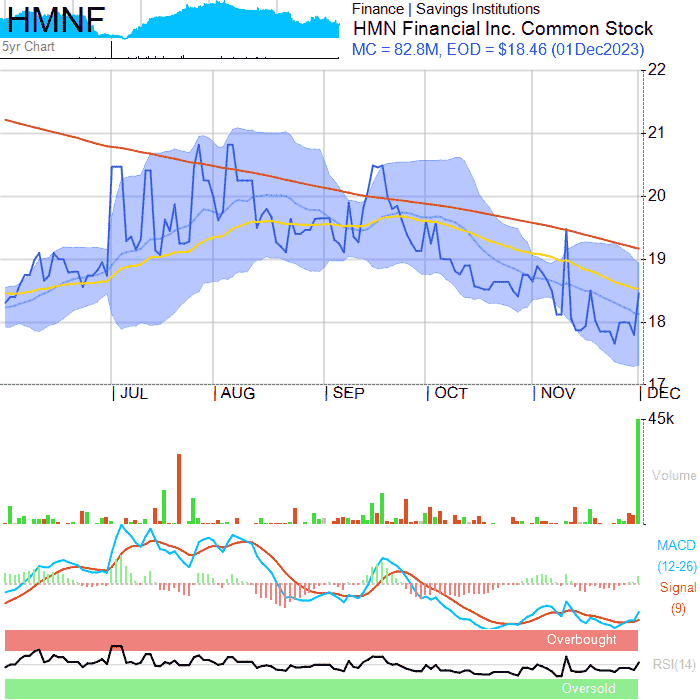 HMNF
Finance | Savings Institutions
HMN Financial Inc. Common Stock
5yr Chart
MC = 82.8M, EOD = $18.46 (01Dec2023)
22
21
20
19
18
17
JUL AUG SEP OCT NOV DEC
45k
Volume
MACD
(12-26)
Signal
(9)
Overbought
RSI(14)
Oversold